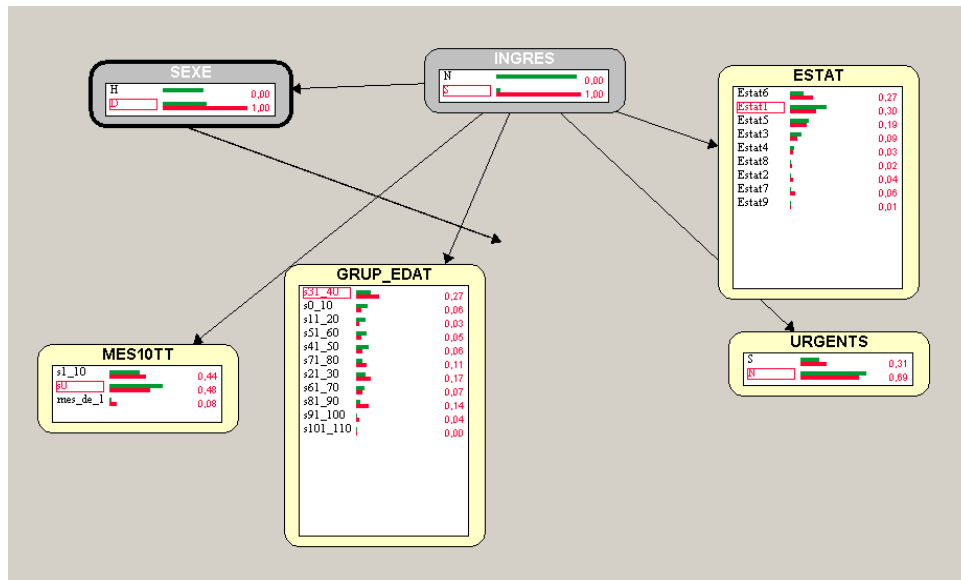 SEXE
H 0,00
D 1,00
INGRES
N 0,00
S 1,00
ESTAT
Estat6 0,27
Estat1 0,30
Estat5 0,19
Estat3 0,09
Estat4 0,03
Estat8 0,02
Estat2 0,04
Estat7 0,06
Estat9 0,01
GRUP_EDAT
s31_40 0,27
s0_10 0,06
s11_20 0,03
s51_60 0,05
s41_50 0,06
s71_80 0,11
s21_30 0,17
s61_70 0,07
s81_90 0,14
s91_100 0,04
s101_110 0,00
MES10TT
s1_10 0,44
s0 0,48
mes_de_1 0,08
URGENTS
S 0,31
N 0,69